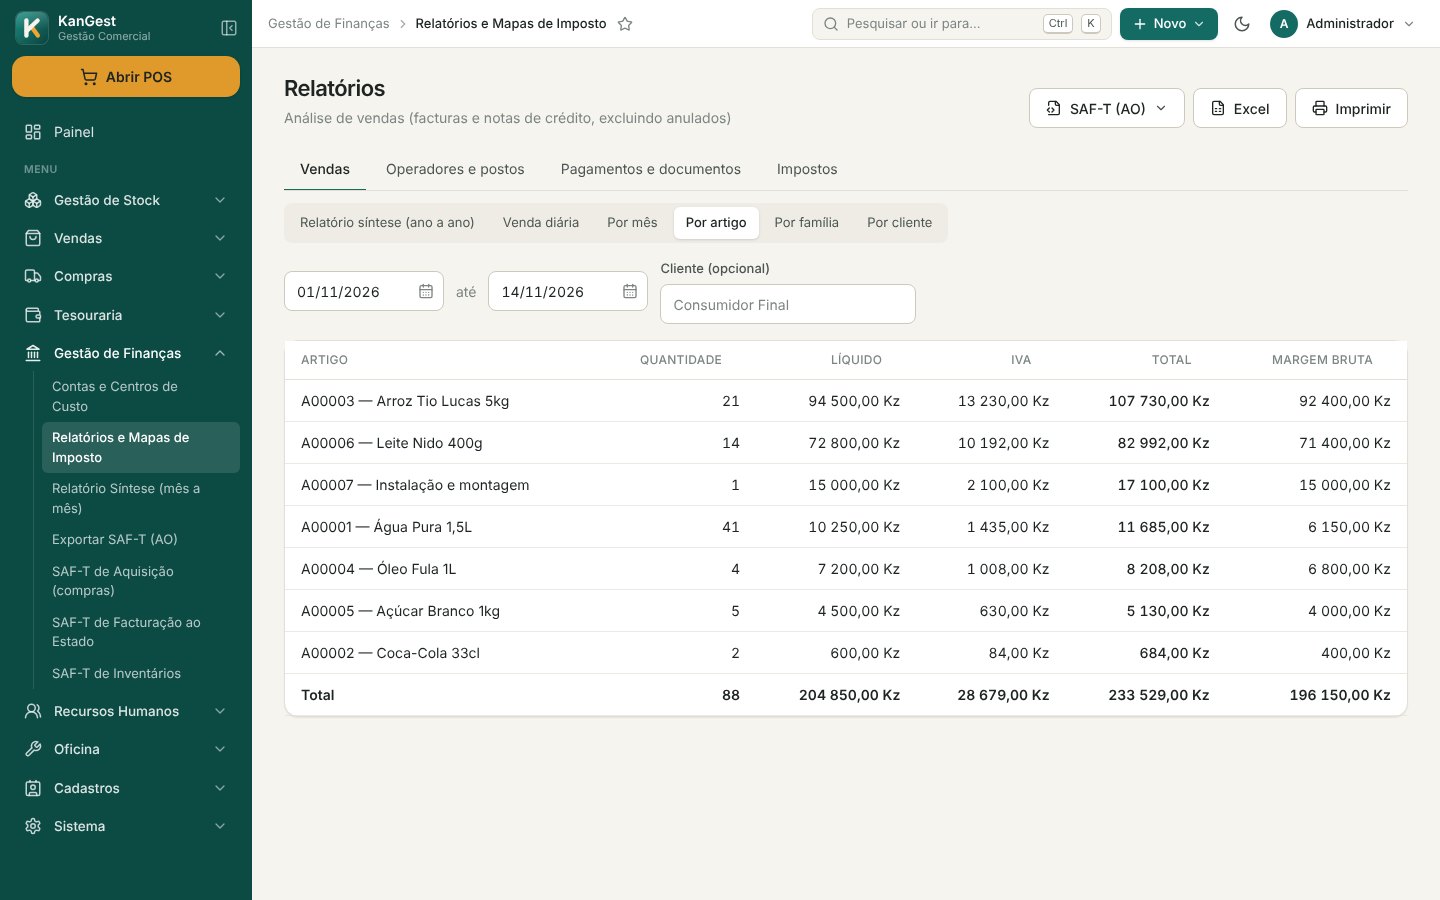 KanGest
Gestão Comercial
Abrir POS
Painel
MENU
Gestão de Stock
Vendas
Compras
Tesouraria
Gestão de Finanças
Contas e Centros de
Custo
Relatórios e Mapas de
Imposto
Relatório Síntese (mês a
mês)
Exportar SAF-T (AO)
SAF-T de Aquisição
(compras)
SAF-T de Facturação ao
Estado
SAF-T de Inventários
Recursos Humanos
Oficina
Cadastros
Sistema
Gestão de Finanças > Relatórios e Mapas de Imposto
Pesquisar ou ir para... Ctrl K
Novo
A Administrador
Relatórios
Análise de vendas (facturas e notas de crédito, excluindo anulados)
SAF-T (AO) Excel Imprimir
Vendas Operadores e postos Pagamentos e documentos Impostos
Relatório síntese (ano a ano) Venda diária Por mês Por artigo Por família Por cliente
Cliente (opcional)
01/11/2026 até 14/11/2026 Consumidor Final
ARTIGO QUANTIDADE LÍQUIDO IVA TOTAL MARGEM BRUTA
A00003 — Arroz Tio Lucas 5kg 21 94 500,00 Kz 13 230,00 Kz 107 730,00 Kz 92 400,00 Kz
A00006 — Leite Nido 400g 14 72 800,00 Kz 10 192,00 Kz 82 992,00 Kz 71 400,00 Kz
A00007 — Instalação e montagem 1 15 000,00 Kz 2 100,00 Kz 17 100,00 Kz 15 000,00 Kz
A00001 — Água Pura 1,5L 41 10 250,00 Kz 1 435,00 Kz 11 685,00 Kz 6 150,00 Kz
A00004 — Óleo Fula 1L 4 7 200,00 Kz 1 008,00 Kz 8 208,00 Kz 6 800,00 Kz
A00005 — Açúcar Branco 1kg 5 4 500,00 Kz 630,00 Kz 5 130,00 Kz 4 000,00 Kz
A00002 — Coca-Cola 33cl 2 600,00 Kz 84,00 Kz 684,00 Kz 400,00 Kz
Total 88 204 850,00 Kz 28 679,00 Kz 233 529,00 Kz 196 150,00 Kz